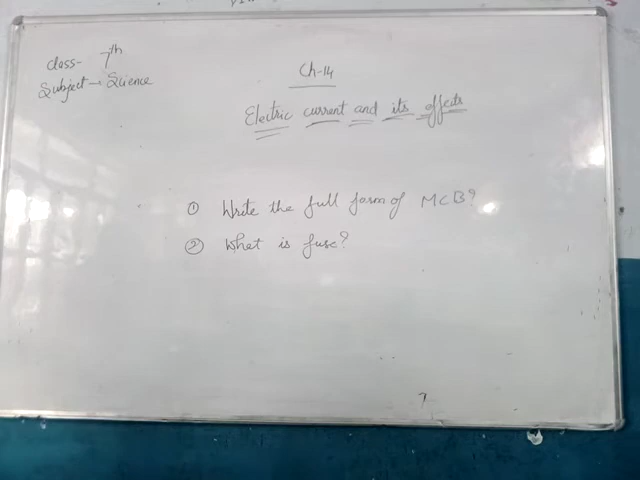 Class- 7th
Subject → Science
Ch-14
Electric current and its effects
① Write the full form of MCB?
② What is fuse?